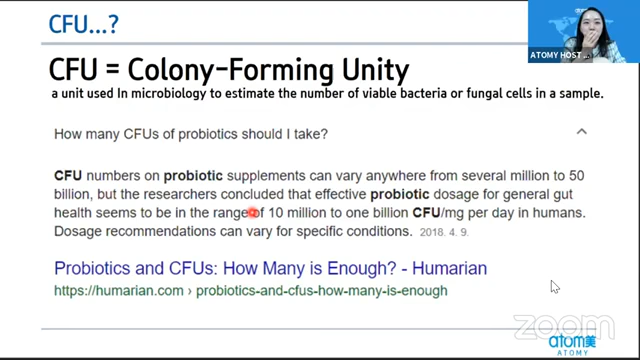 CFU...?
ATOMY HOST
CFU = Colony-Forming Unity
a unit used In microbiology to estimate the number of viable bacteria or fungal cells in a sample.
How many CFUs of probiotics should I take?
CFU numbers on probiotic supplements can vary anywhere from several million to 50
billion, but the researchers concluded that effective probiotic dosage for general gut
health seems to be in the range of 10 million to one billion CFU/mg per day in humans.
Dosage recommendations can vary for specific conditions. 2018. 4. 9.
Probiotics and CFUs: How Many is Enough? - Humarian
https://humarian.com › probiotics-and-cfus-how-many-is-enough
zoom
atom美
ATOMY